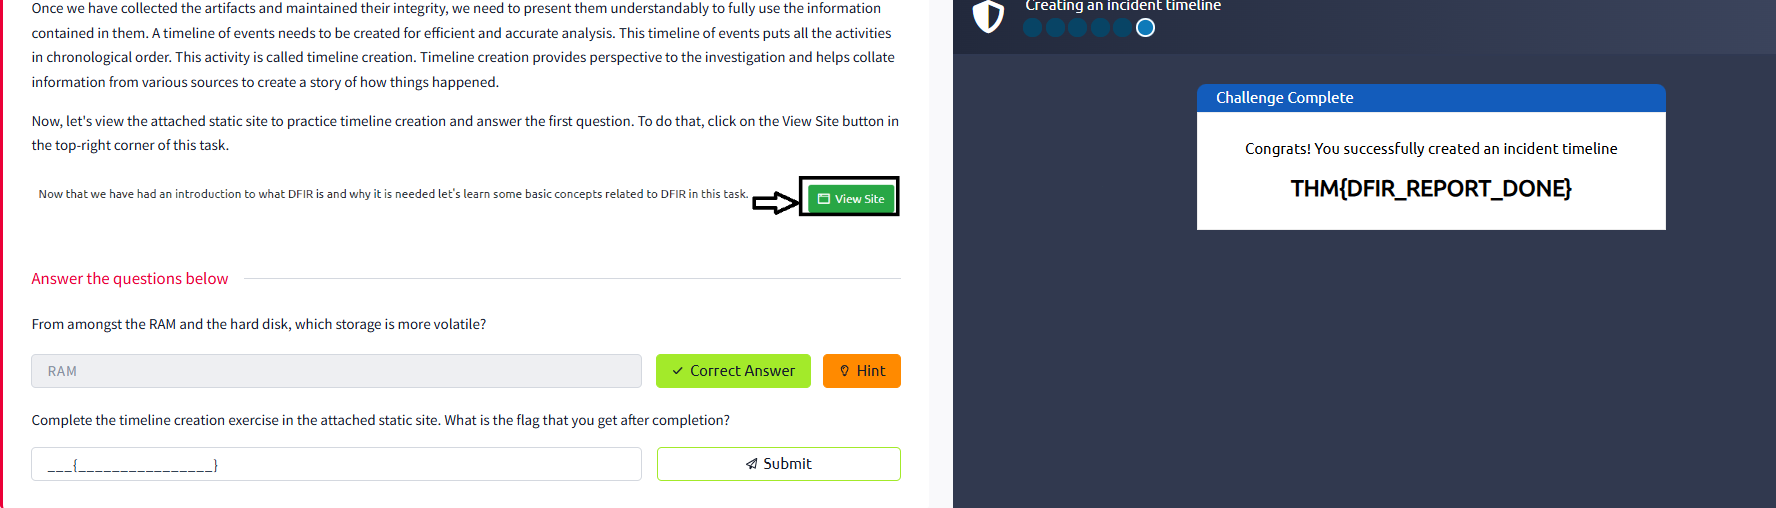 Once we have collected the artifacts and maintained their integrity, we need to present them understandably to fully use the information
contained in them. A timeline of events needs to be created for efficient and accurate analysis. This timeline of events puts all the activities
in chronological order. This activity is called timeline creation. Timeline creation provides perspective to the investigation and helps collate
information from various sources to create a story of how things happened.
Now, let's view the attached static site to practice timeline creation and answer the first question. To do that, click on the View Site button in
the top-right corner of this task.
Now that we have had an introduction to what DFIR is and why it is needed let's learn some basic concepts related to DFIR in this task.
View Site
Answer the questions below
From amongst the RAM and the hard disk, which storage is more volatile?
RAM
Correct Answer
Hint
Complete the timeline creation exercise in the attached static site. What is the flag that you get after completion?
___{________________}
Submit
Creating an incident timeline
Challenge Complete
Congrats! You successfully created an incident timeline
THM{DFIR_REPORT_DONE}